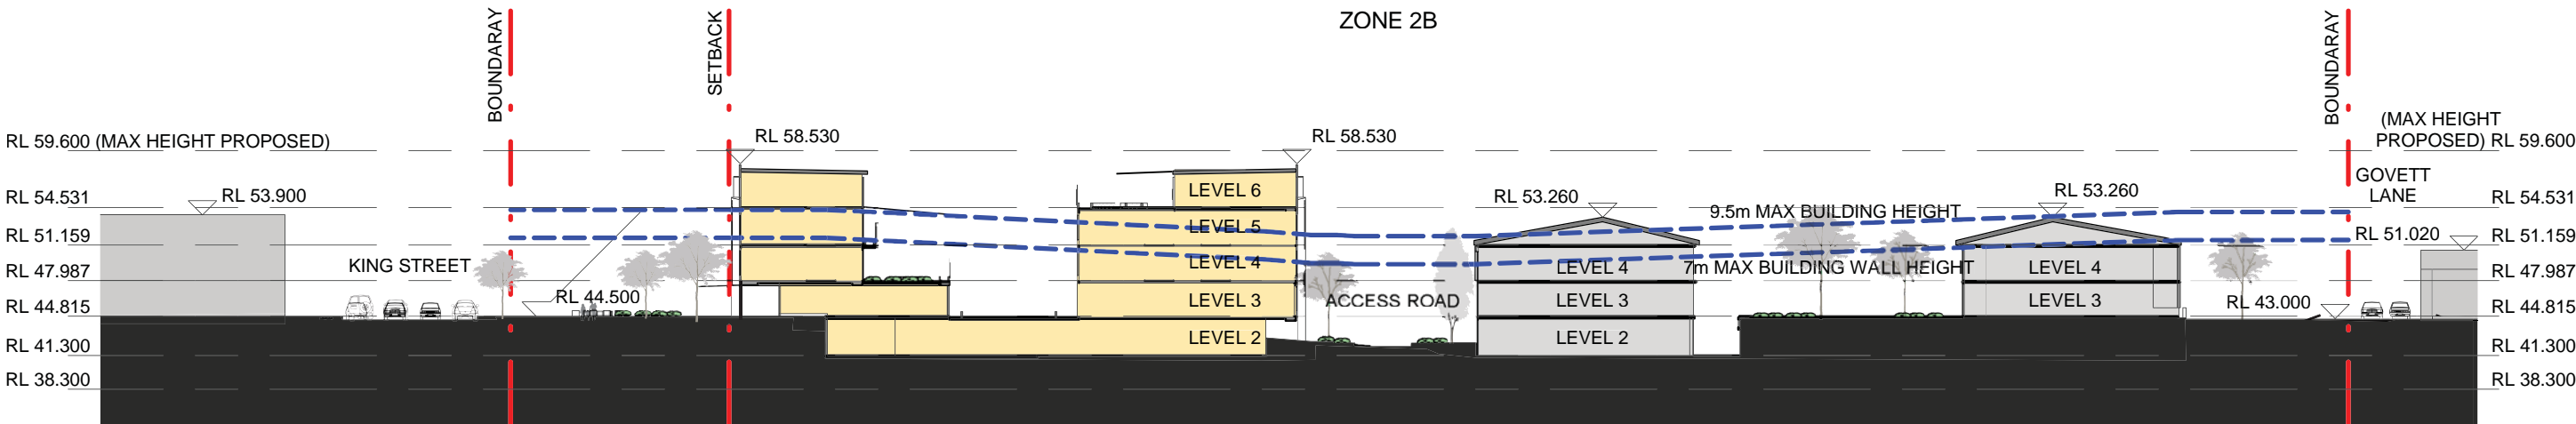 ZONE 2B
BOUNDARAY
SETBACK
BOUNDARAY
RL 59.600 (MAX HEIGHT PROPOSED)
RL 58.530
RL 58.530
(MAX HEIGHT
PROPOSED) RL 59.600
GOVETT
LANE
RL 54.531
RL 53.900
LEVEL 6
RL 53.260
RL 53.260
RL 54.531
9.5m MAX BUILDING HEIGHT
RL 51.159
LEVEL 5
RL 51.020
RL 51.159
KING STREET
RL 47.987
LEVEL 4
LEVEL 4
7m MAX BUILDING WALL HEIGHT
LEVEL 4
RL 47.987
RL 44.815
RL 44.500
LEVEL 3
ACCESS ROAD
LEVEL 3
LEVEL 3
RL 43.000
RL 44.815
RL 41.300
LEVEL 2
LEVEL 2
RL 41.300
RL 38.300
RL 38.300